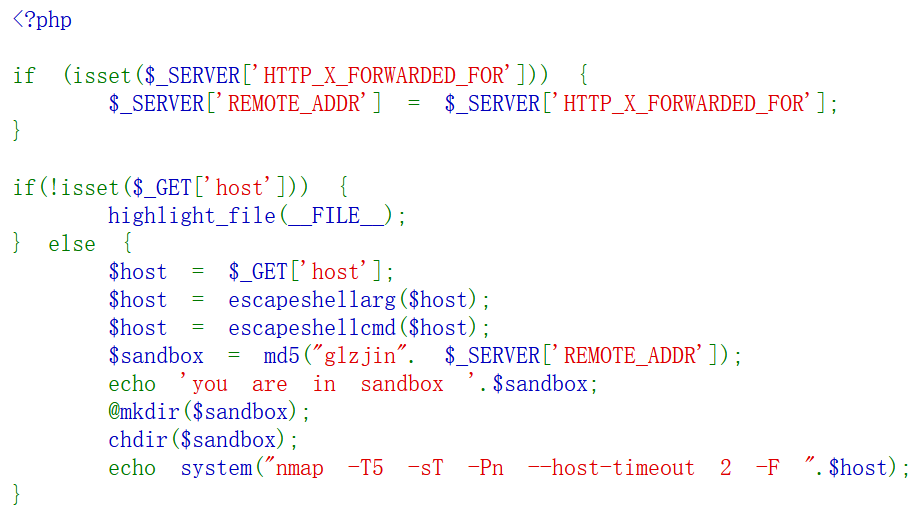 <?php
if (isset($_SERVER['HTTP_X_FORWARDED_FOR'])) {
$_SERVER['REMOTE_ADDR'] = $_SERVER['HTTP_X_FORWARDED_FOR'];
}
if(!isset($_GET['host'])) {
highlight_file(__FILE__);
} else {
$host = $_GET['host'];
$host = escapeshellarg($host);
$host = escapeshellcmd($host);
$sandbox = md5("glzjin". $_SERVER['REMOTE_ADDR']);
echo 'you are in sandbox '.$sandbox;
@mkdir($sandbox);
chdir($sandbox);
echo system("nmap -T5 -sT -Pn --host-timeout 2 -F ".$host);
}